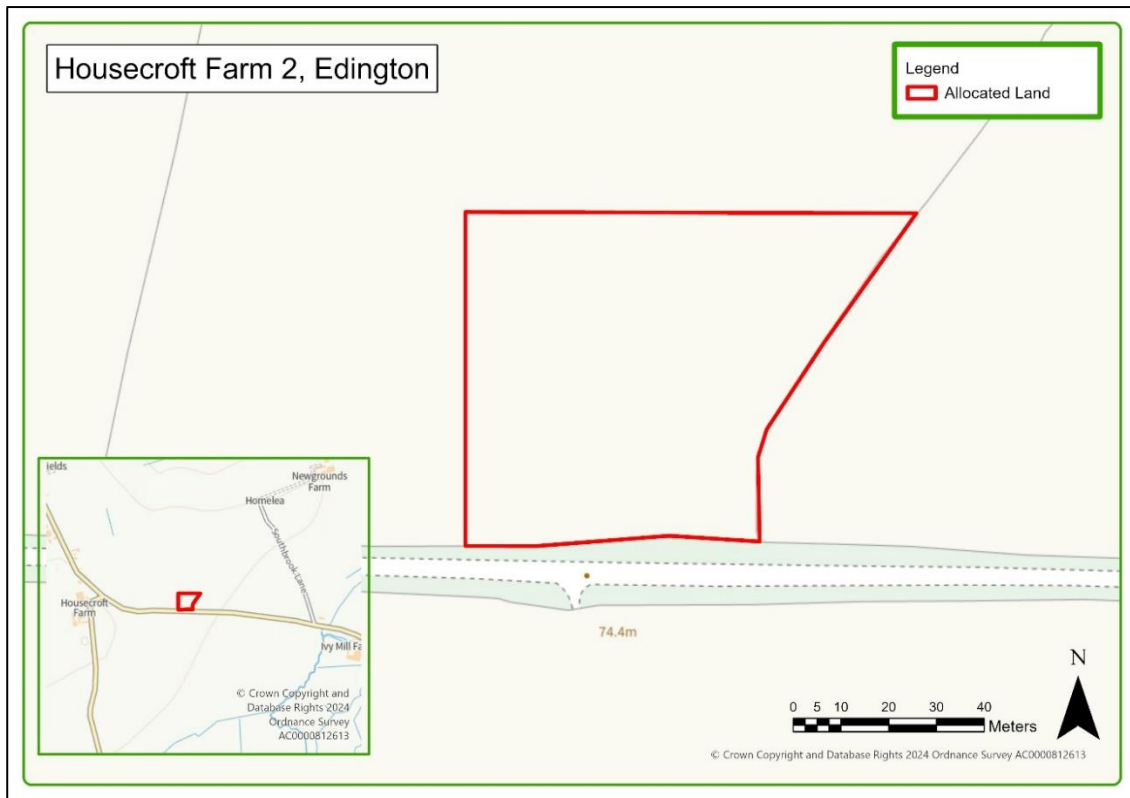 Housecroft Farm 2, Edington
Legend
Allocated Land
74.4m
ields
Newgrounds
Farm
Homelea
Southbrook Lane
Housecroft
Farm
Ivy Mill Fa
© Crown Copyright and
Database Rights 2024
Ordnance Survey
AC0000812613
N
0 5 10 20 30 40
Meters
© Crown Copyright and Database Rights 2024 Ordnance Survey AC0000812613